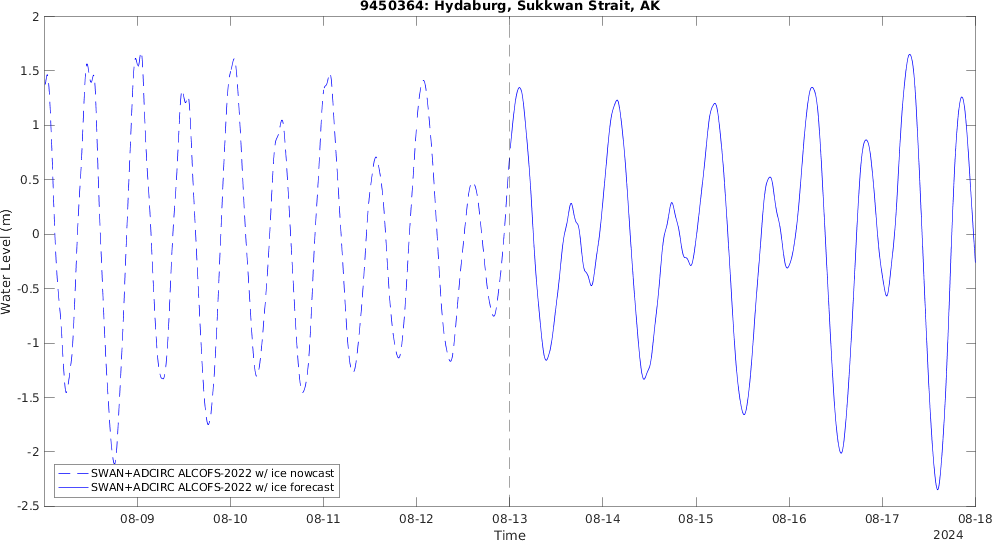 9450364: Hydaburg, Sukkwan Strait, AK
2
1.5
1
0.5
0
-0.5
-1
-1.5
-2
-2.5
Water Level (m)
SWAN+ADCIRC ALCOFS-2022 w/ ice nowcast
SWAN+ADCIRC ALCOFS-2022 w/ ice forecast
08-09 08-10 08-11 08-12 08-13 08-14 08-15 08-16 08-17 08-18
Time
2024